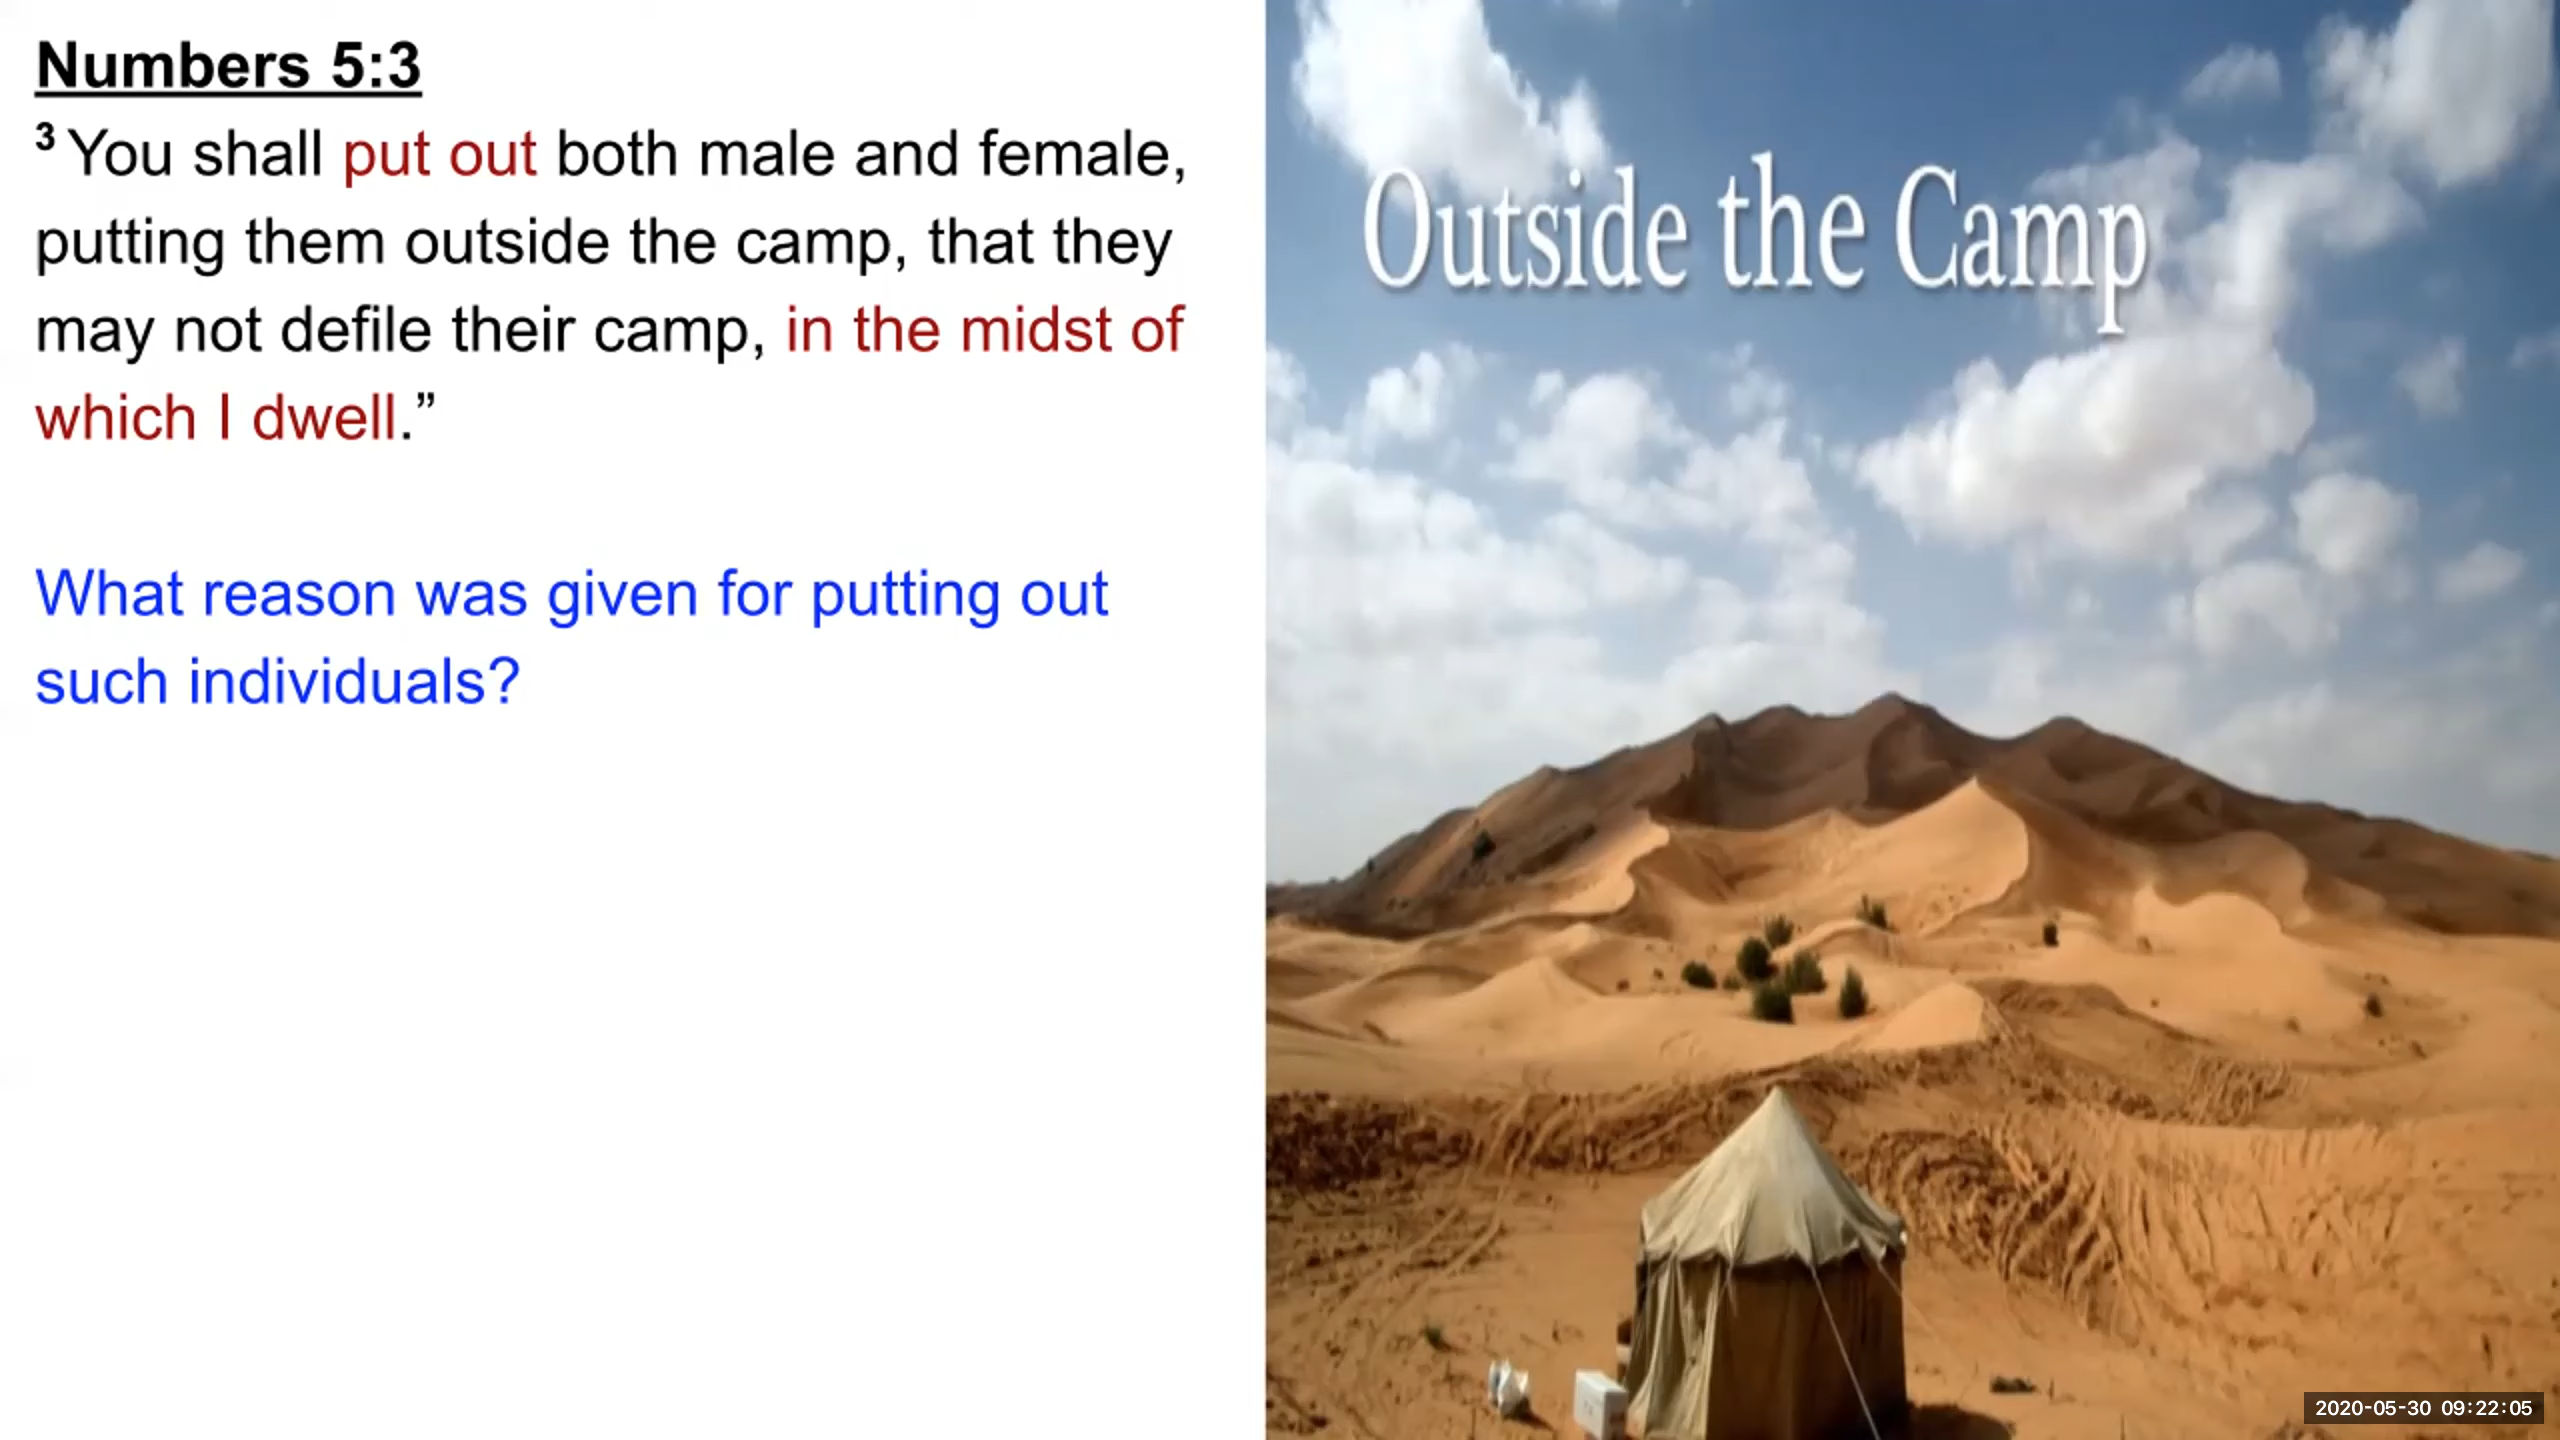 Numbers 5:3
3 You shall put out both male and female,
putting them outside the camp, that they
may not defile their camp, in the midst of
which I dwell.”
What reason was given for putting out
such individuals?
Outside the Camp
2020-05-30 09:22:05